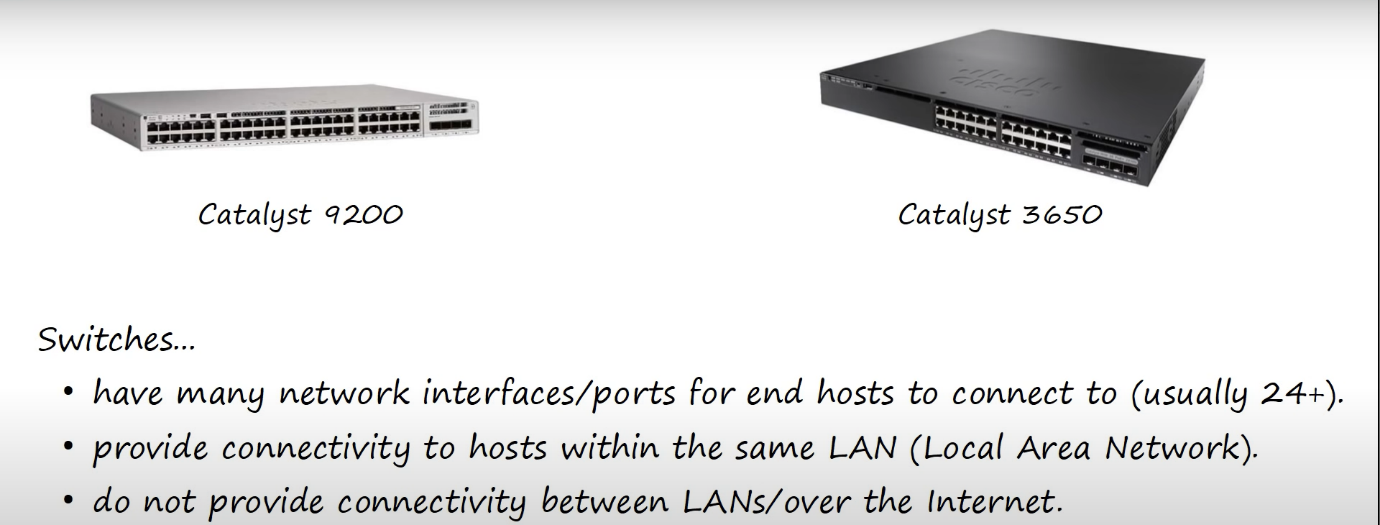 CISCO
Catalyst 9200
Catalyst 3650
Switches...
• have many network interfaces/ports for end hosts to connect to (usually 24+).
• provide connectivity to hosts within the same LAN (Local Area Network).
• do not provide connectivity between LANs/over the Internet.